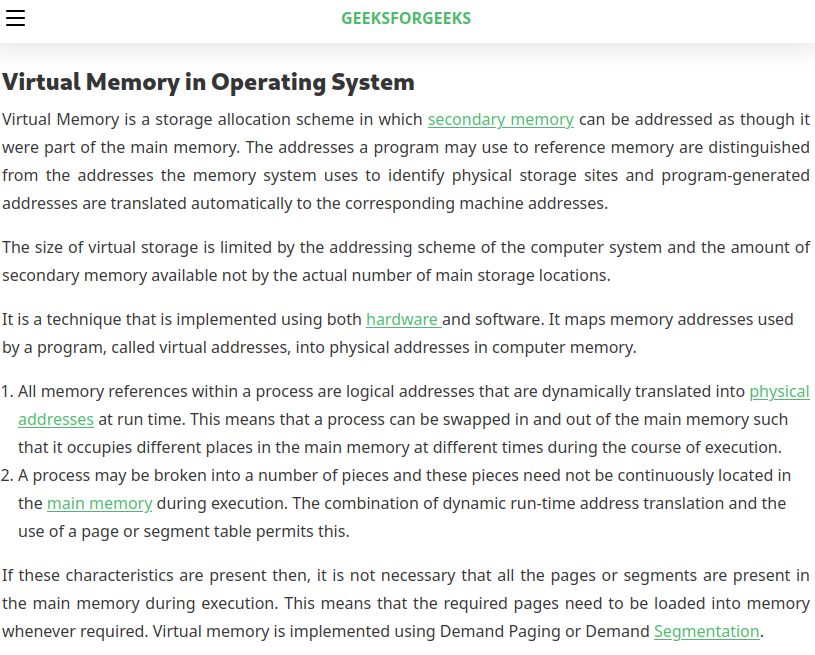 GEEKSFORGEEKS
Virtual Memory in Operating System
Virtual Memory is a storage allocation scheme in which secondary memory can be addressed as though it
were part of the main memory. The addresses a program may use to reference memory are distinguished
from the addresses the memory system uses to identify physical storage sites and program-generated
addresses are translated automatically to the corresponding machine addresses.
The size of virtual storage is limited by the addressing scheme of the computer system and the amount of
secondary memory available not by the actual number of main storage locations.
It is a technique that is implemented using both hardware and software. It maps memory addresses used
by a program, called virtual addresses, into physical addresses in computer memory.
1. All memory references within a process are logical addresses that are dynamically translated into physical
addresses at run time. This means that a process can be swapped in and out of the main memory such
that it occupies different places in the main memory at different times during the course of execution.
2. A process may be broken into a number of pieces and these pieces need not be continuously located in
the main memory during execution. The combination of dynamic run-time address translation and the
use of a page or segment table permits this.
If these characteristics are present then, it is not necessary that all the pages or segments are present in
the main memory during execution. This means that the required pages need to be loaded into memory
whenever required. Virtual memory is implemented using Demand Paging or Demand Segmentation.